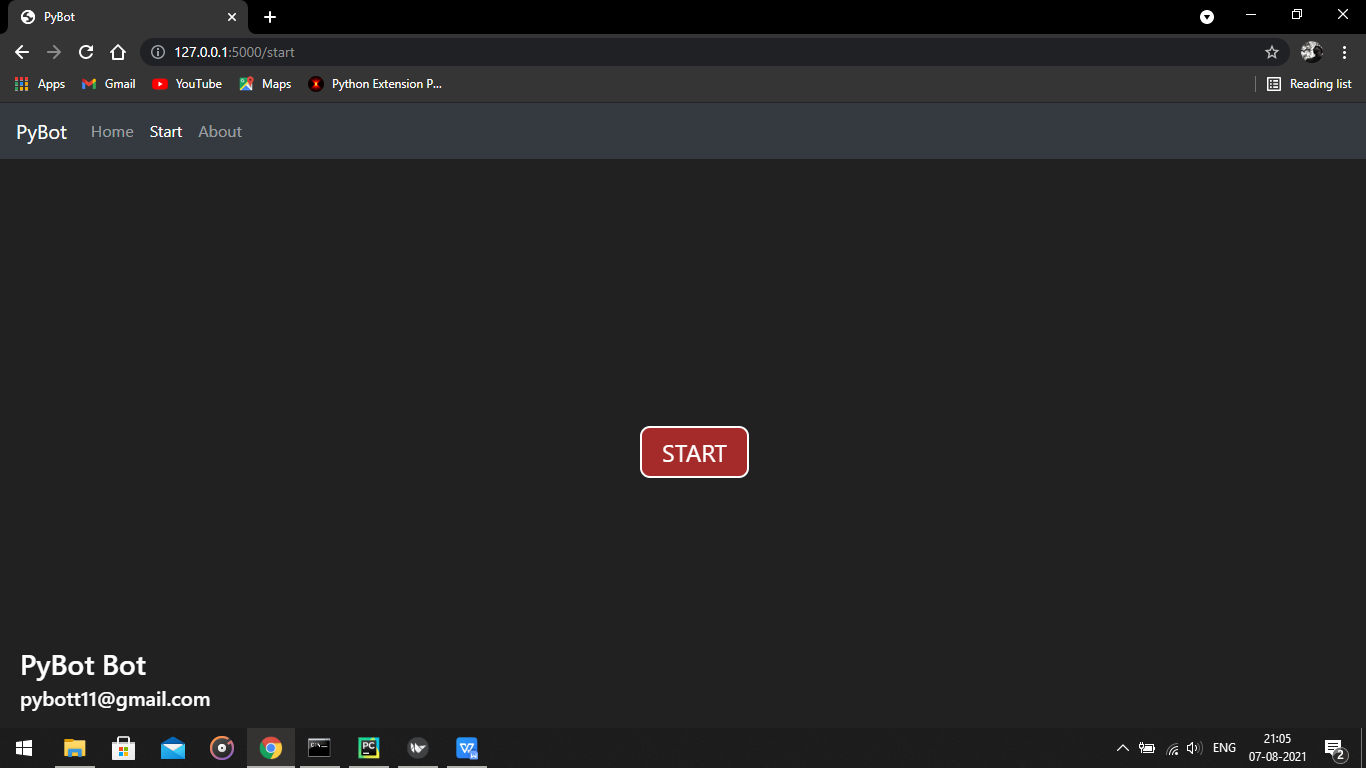 PyBot
127.0.0.1:5000/start
Apps Gmail YouTube Maps Python Extension P... Reading list
PyBot Home Start About
START
PyBot Bot
pybott11@gmail.com
PC W ENG 21:05
07-08-2021 2